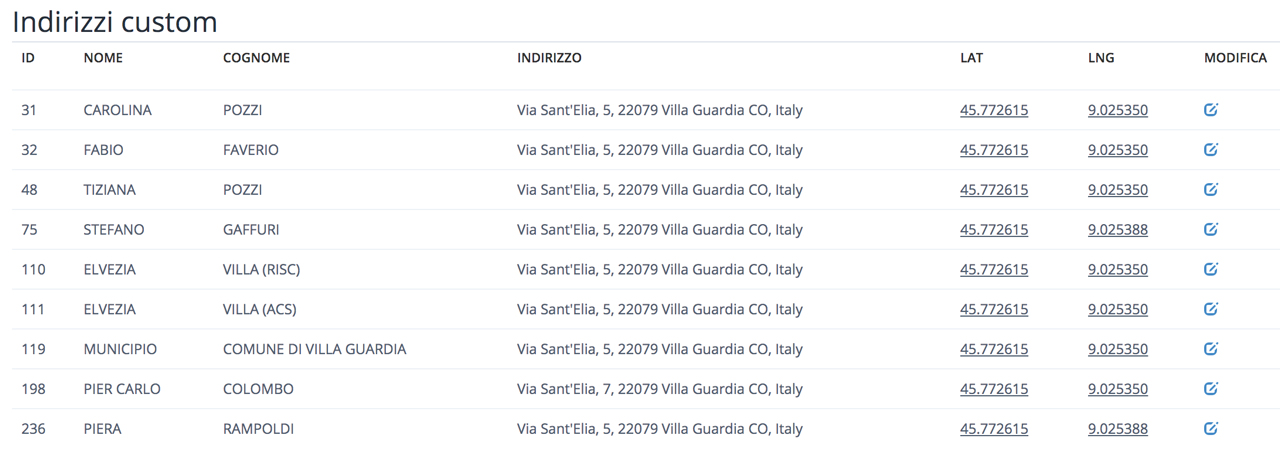 Indirizzi custom
ID NOME COGNOME INDIRIZZO LAT LNG MODIFICA
31 CAROLINA POZZI Via Sant'Elia, 5, 22079 Villa Guardia CO, Italy 45.772615 9.025350
32 FABIO FAVERIO Via Sant'Elia, 5, 22079 Villa Guardia CO, Italy 45.772615 9.025350
48 TIZIANA POZZI Via Sant'Elia, 5, 22079 Villa Guardia CO, Italy 45.772615 9.025350
75 STEFANO GAFFURI Via Sant'Elia, 5, 22079 Villa Guardia CO, Italy 45.772615 9.025388
110 ELVEZIA VILLA (RISC) Via Sant'Elia, 5, 22079 Villa Guardia CO, Italy 45.772615 9.025350
111 ELVEZIA VILLA (ACS) Via Sant'Elia, 5, 22079 Villa Guardia CO, Italy 45.772615 9.025350
119 MUNICIPIO COMUNE DI VILLA GUARDIA Via Sant'Elia, 5, 22079 Villa Guardia CO, Italy 45.772615 9.025350
198 PIER CARLO COLOMBO Via Sant'Elia, 7, 22079 Villa Guardia CO, Italy 45.772615 9.025350
236 PIERA RAMPOLDI Via Sant'Elia, 5, 22079 Villa Guardia CO, Italy 45.772615 9.025388